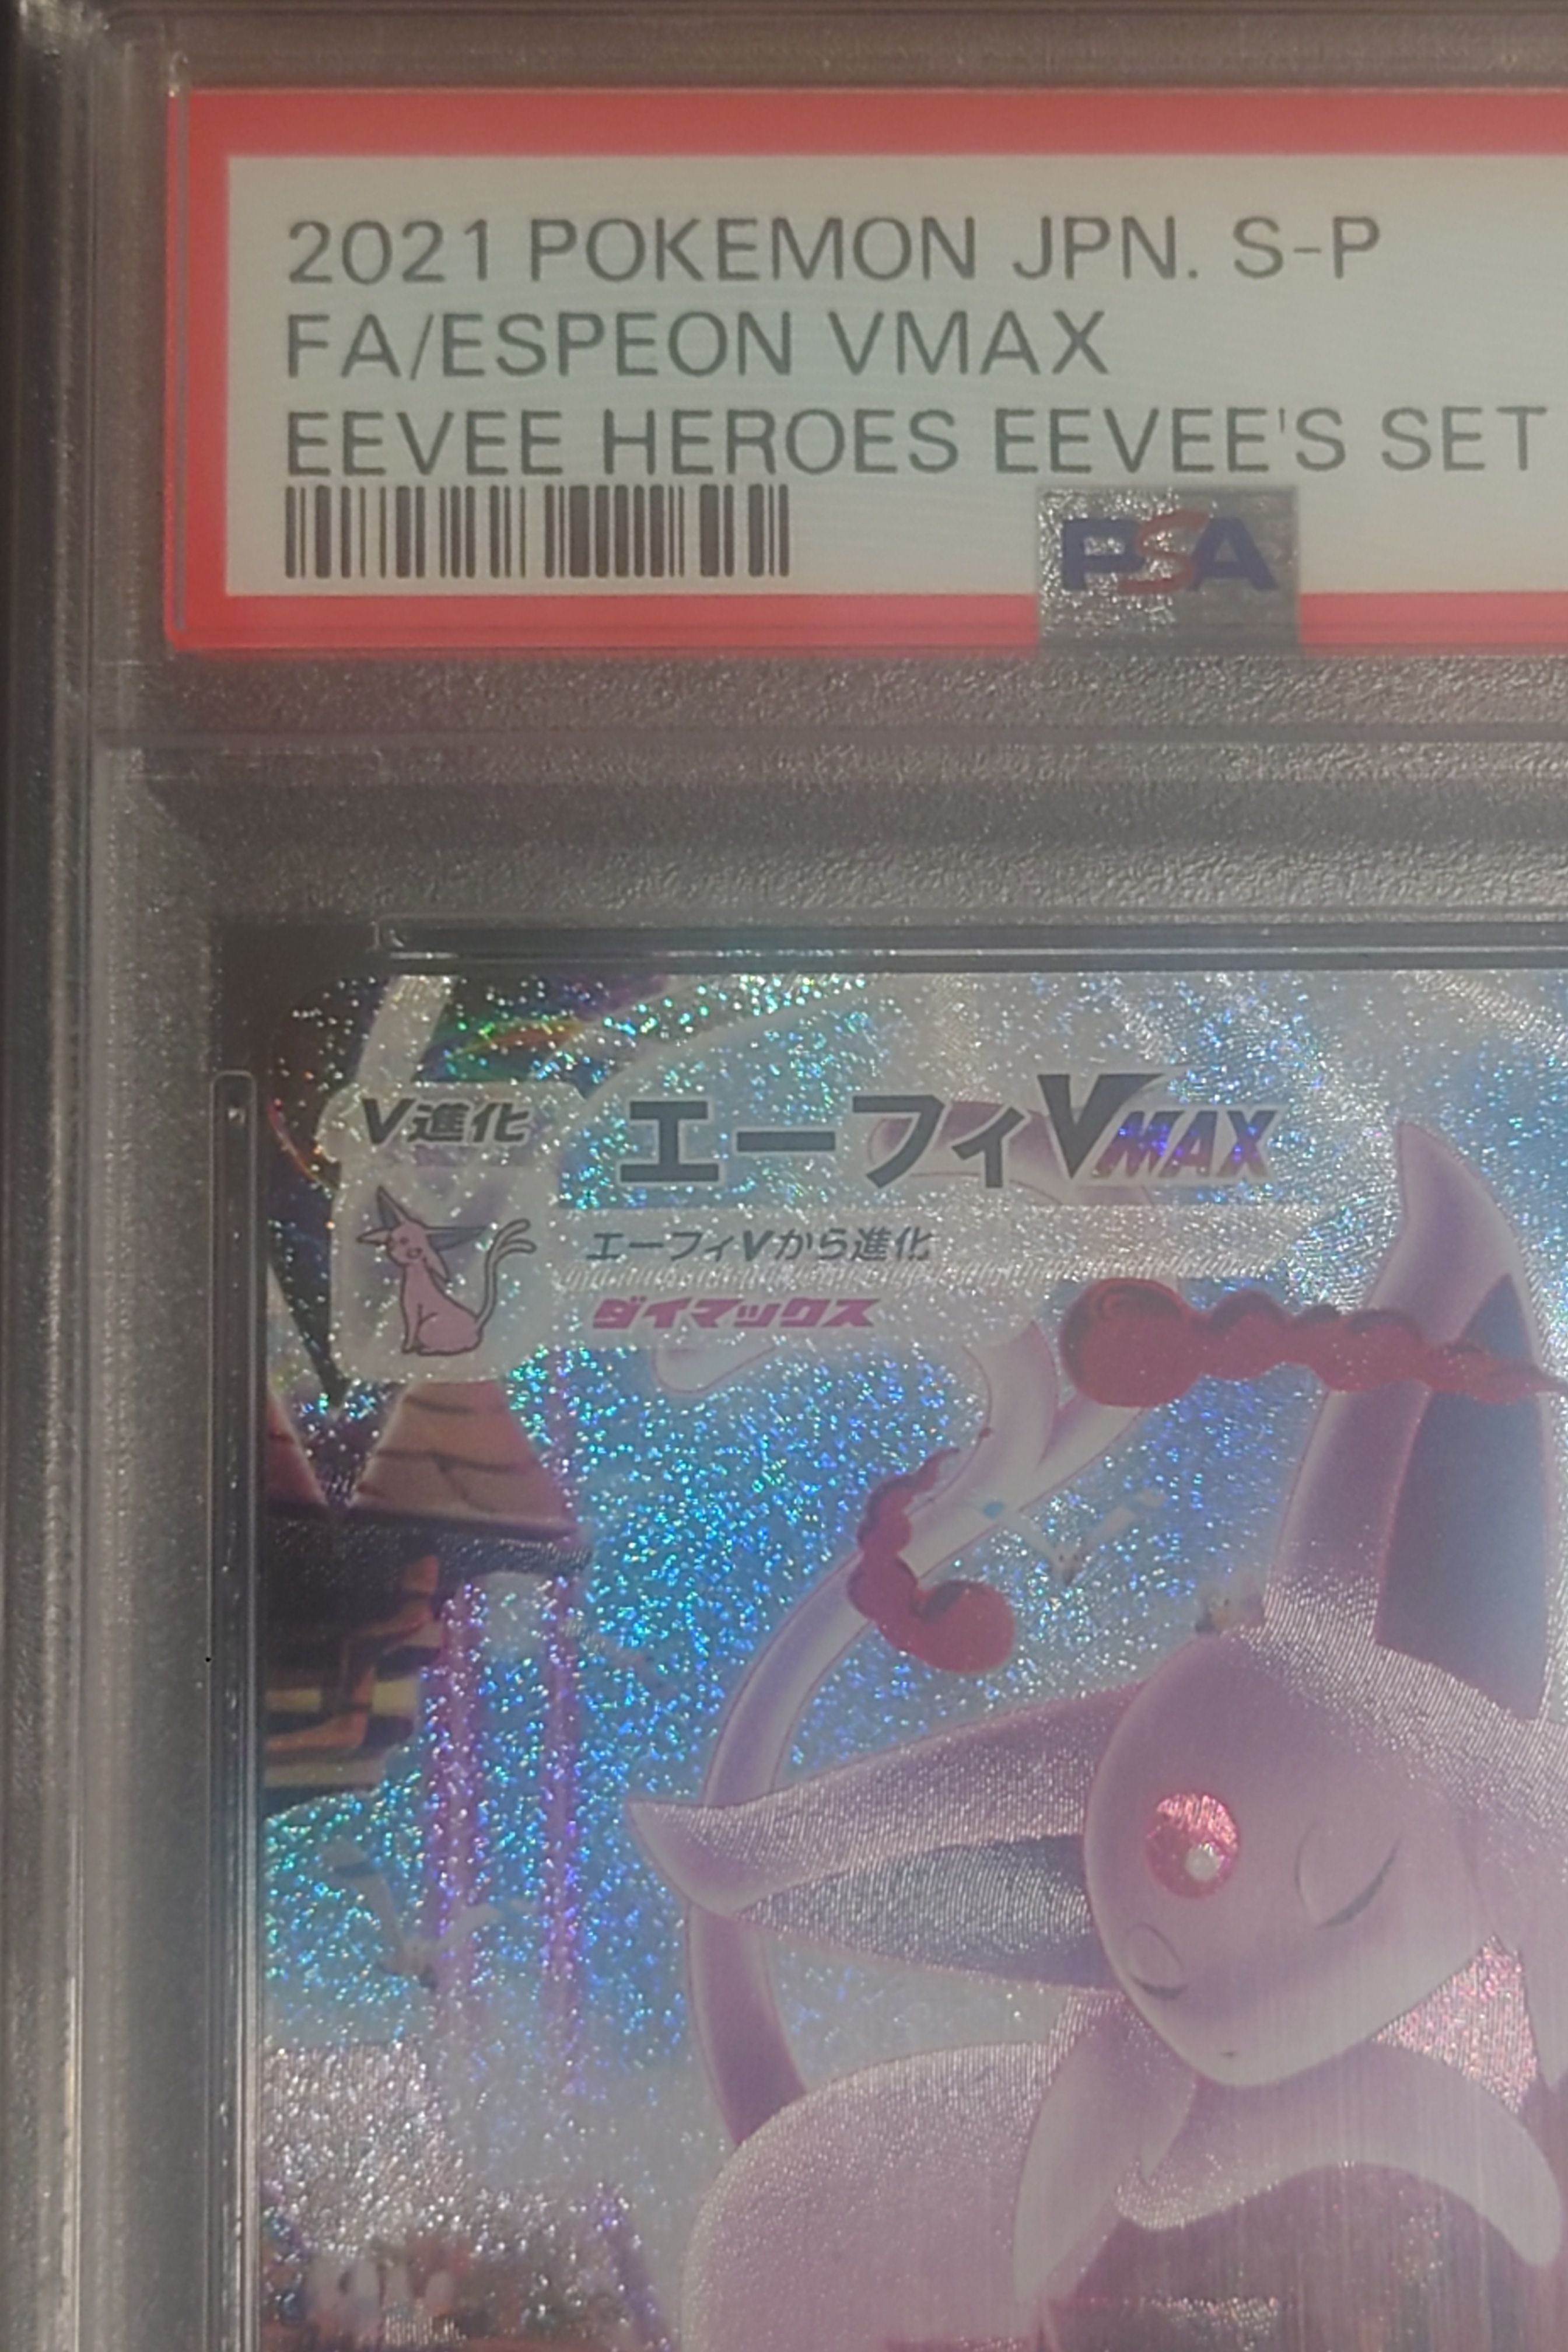 2021 POKEMON JPN. S-P
FA/ESPEON VMAX
EEVEE HEROES EEVEE'S SET
PSA
V進化
エーフィVMAX
エーフィVから進化
ダイマックス